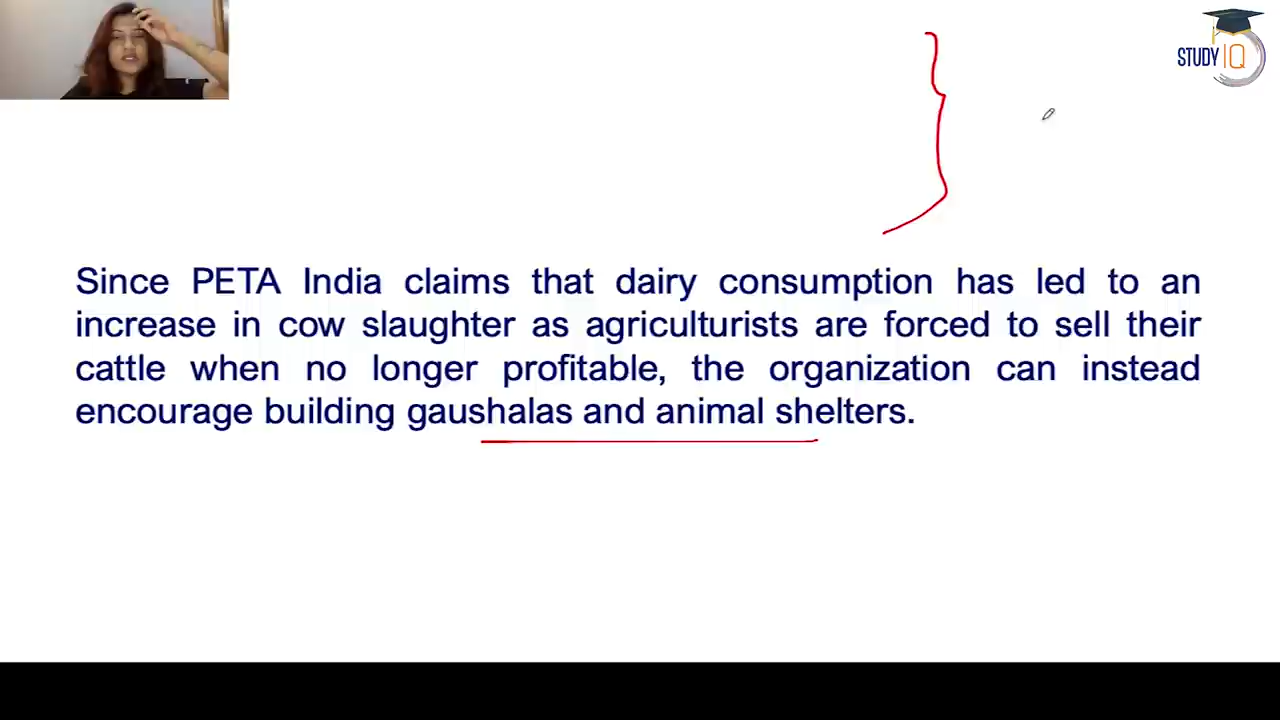 STUDY IQ
Since PETA India claims that dairy consumption has led to an
increase in cow slaughter as agriculturists are forced to sell their
cattle when no longer profitable, the organization can instead
encourage building gaushalas and animal shelters.